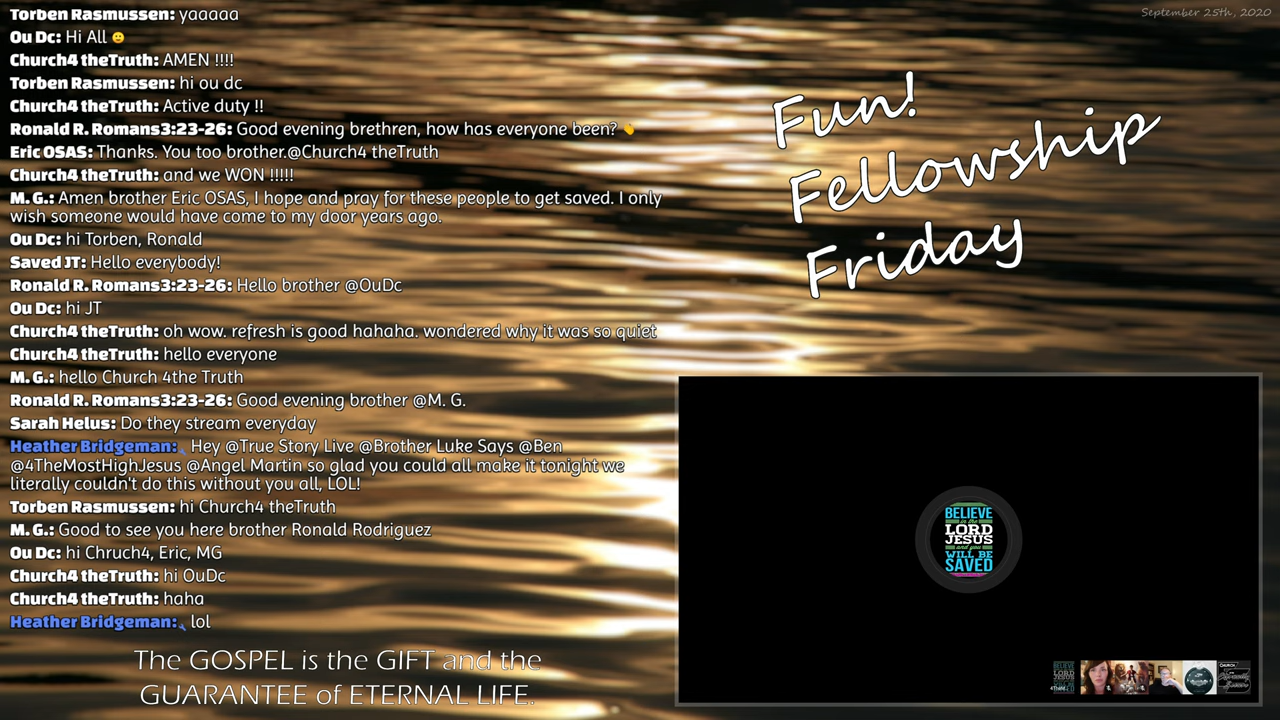 Torben Rasmussen: yaaaaa
Ou Dc: Hi All 🙂
Church4 theTruth: AMEN !!!!
Torben Rasmussen: hi ou dc
Church4 theTruth: Active duty !!
Ronald R. Romans3:23-26: Good evening brethren, how has everyone been?
Eric OSAS: Thanks. You too brother.@Church4 theTruth
Church4 theTruth: and we WON !!!!!
M. G.: Amen brother Eric OSAS, I hope and pray for these people to get saved. I only
wish someone would have come to my door years ago.
Ou Dc: hi Torben, Ronald
Saved JT: Hello everybody!
Ronald R. Romans3:23-26: Hello brother @OuDc
Ou Dc: hi JT
Church4 theTruth: oh wow. refresh is good hahaha. wondered why it was so quiet
Church4 theTruth: hello everyone
M. G.: hello Church 4the Truth
Ronald R. Romans3:23-26: Good evening brother @M. G.
Sarah Helus: Do they stream everyday
Heather Bridgeman: Hey @True Story Live @Brother Luke Says @Ben
@4TheMostHighJesus @Angel Martin so glad you could all make it tonight we
literally couldn't do this without you all, LOL!
Torben Rasmussen: hi Church4 theTruth
M. G.: Good to see you here brother Ronald Rodriguez
Ou Dc: hi Chruch4, Eric, MG
Church4 theTruth: hi OuDc
Church4 theTruth: haha
Heather Bridgeman: lol
The GOSPEL is the GIFT and the
GUARANTEE of ETERNAL LIFE.
September 25th, 2020
Fun!
Fellowship
Friday
BELIEVE
in the
LORD
JESUS
and you
WILL BE
SAVED